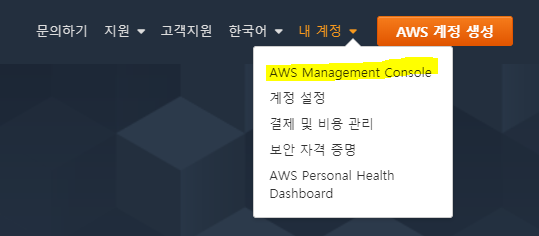 문의하기 지원 고객지원 한국어 내 계정 AWS 계정 생성
AWS Management Console
계정 설정
결제 및 비용 관리
보안 자격 증명
AWS Personal Health
Dashboard